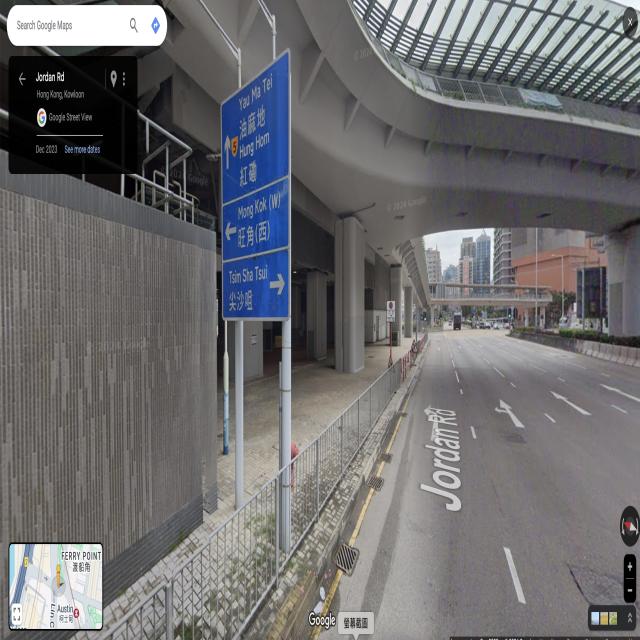 Search Google Maps
Jordan Rd
Hong Kong, Kowloon
Google Street View
Dec 2023
See more dates
Yau Ma Tei
油麻地
5
Hung Hom
紅磡
Mong Kok (W)
旺角(西)
Tsim Sha Tsui
尖沙咀
Jordan Rd
FERRY POINT
渡船角
Austin
柯士甸
Google
螢幕截圖